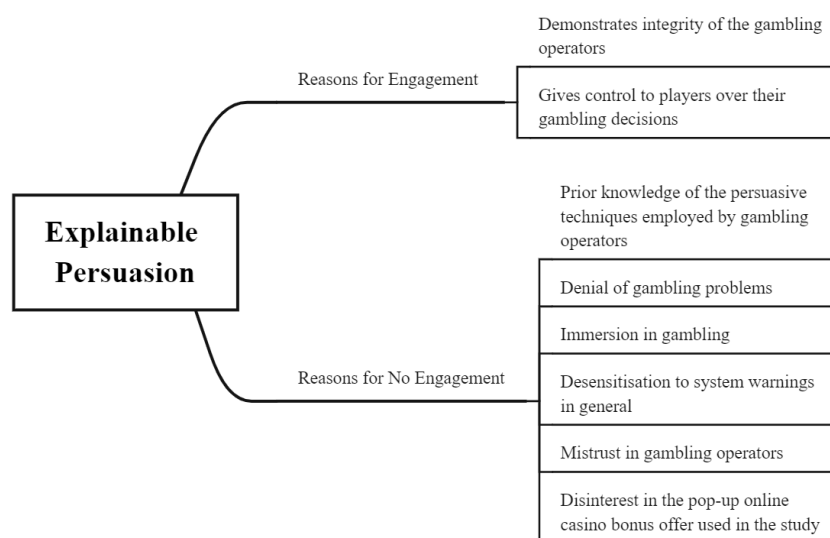 Explainable
Persuasion
Reasons for Engagement
Demonstrates integrity of the gambling
operators
Gives control to players over their
gambling decisions
Reasons for No Engagement
Prior knowledge of the persuasive
techniques employed by gambling
operators
Denial of gambling problems
Immersion in gambling
Desensitisation to system warnings
in general
Mistrust in gambling operators
Disinterest in the pop-up online
casino bonus offer used in the study